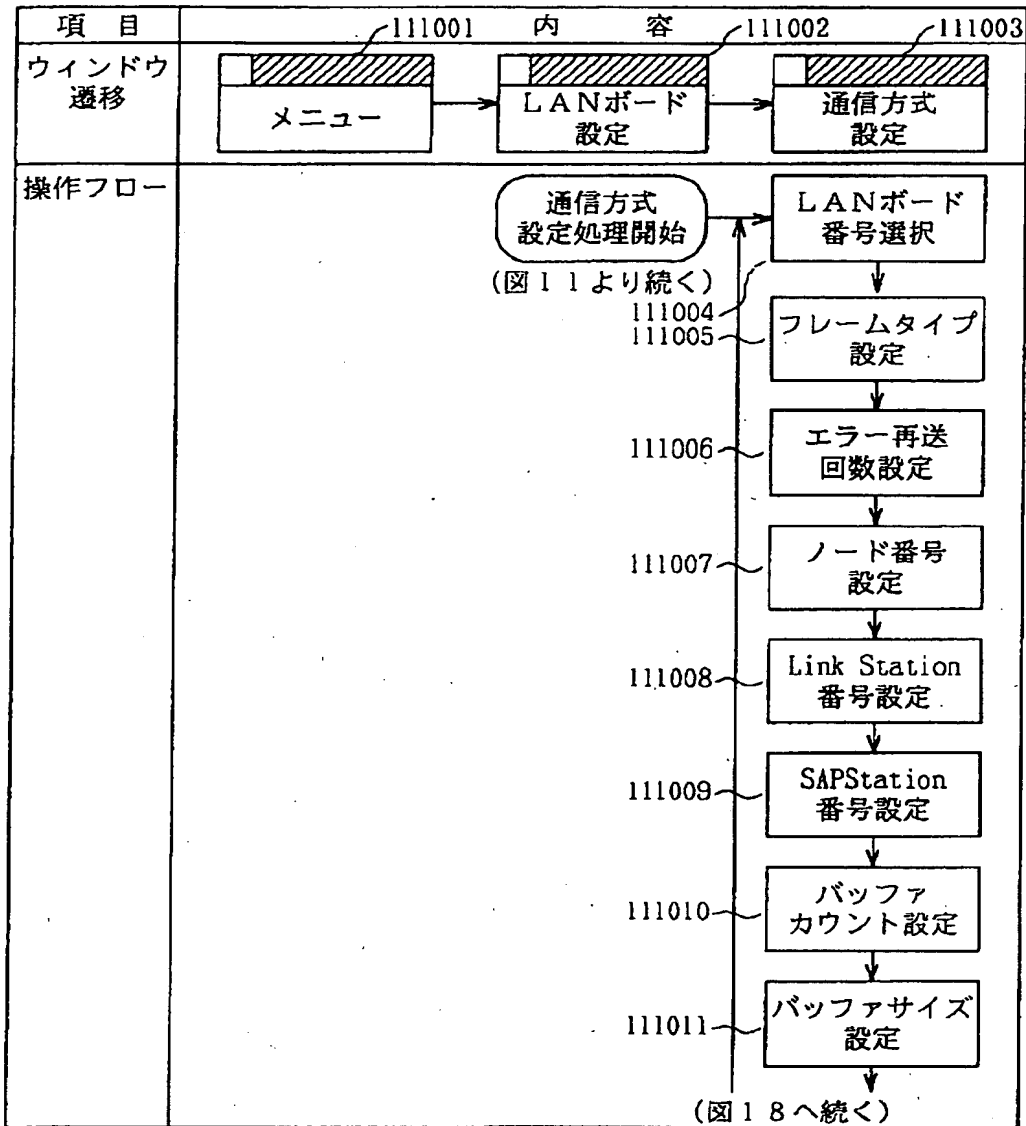 項 目
内 容
111001
111002
111003
ウィンドウ
遷移
メニュー
LANボード
設定
通信方式
設定
操作フロー
通信方式
設定処理開始
(図11より続く)
LANボード
番号選択
111004
111005
フレームタイプ
設定
111006
エラー再送
回数設定
111007
ノード番号
設定
111008
Link Station
番号設定
111009
SAPStation
番号設定
111010
バッファ
カウント設定
111011
バッファサイズ
設定
(図18へ続く)